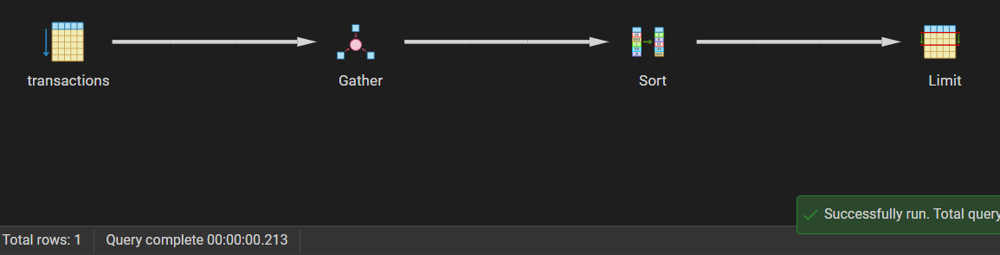 transactions
Gather
Sort
Limit
Successfully run. Total query
Total rows: 1
Query complete 00:00:00.213